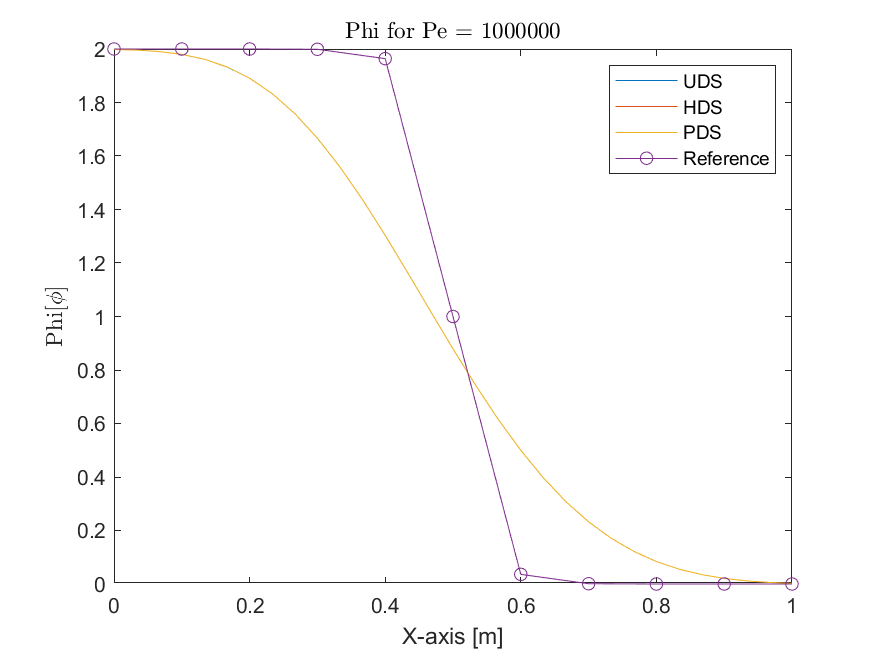 Phi for Pe = 1000000
UDS
HDS
PDS
Reference
Phi[ϕ]
2
1.8
1.6
1.4
1.2
1
0.8
0.6
0.4
0.2
0
0 0.2 0.4 0.6 0.8 1
X-axis [m]